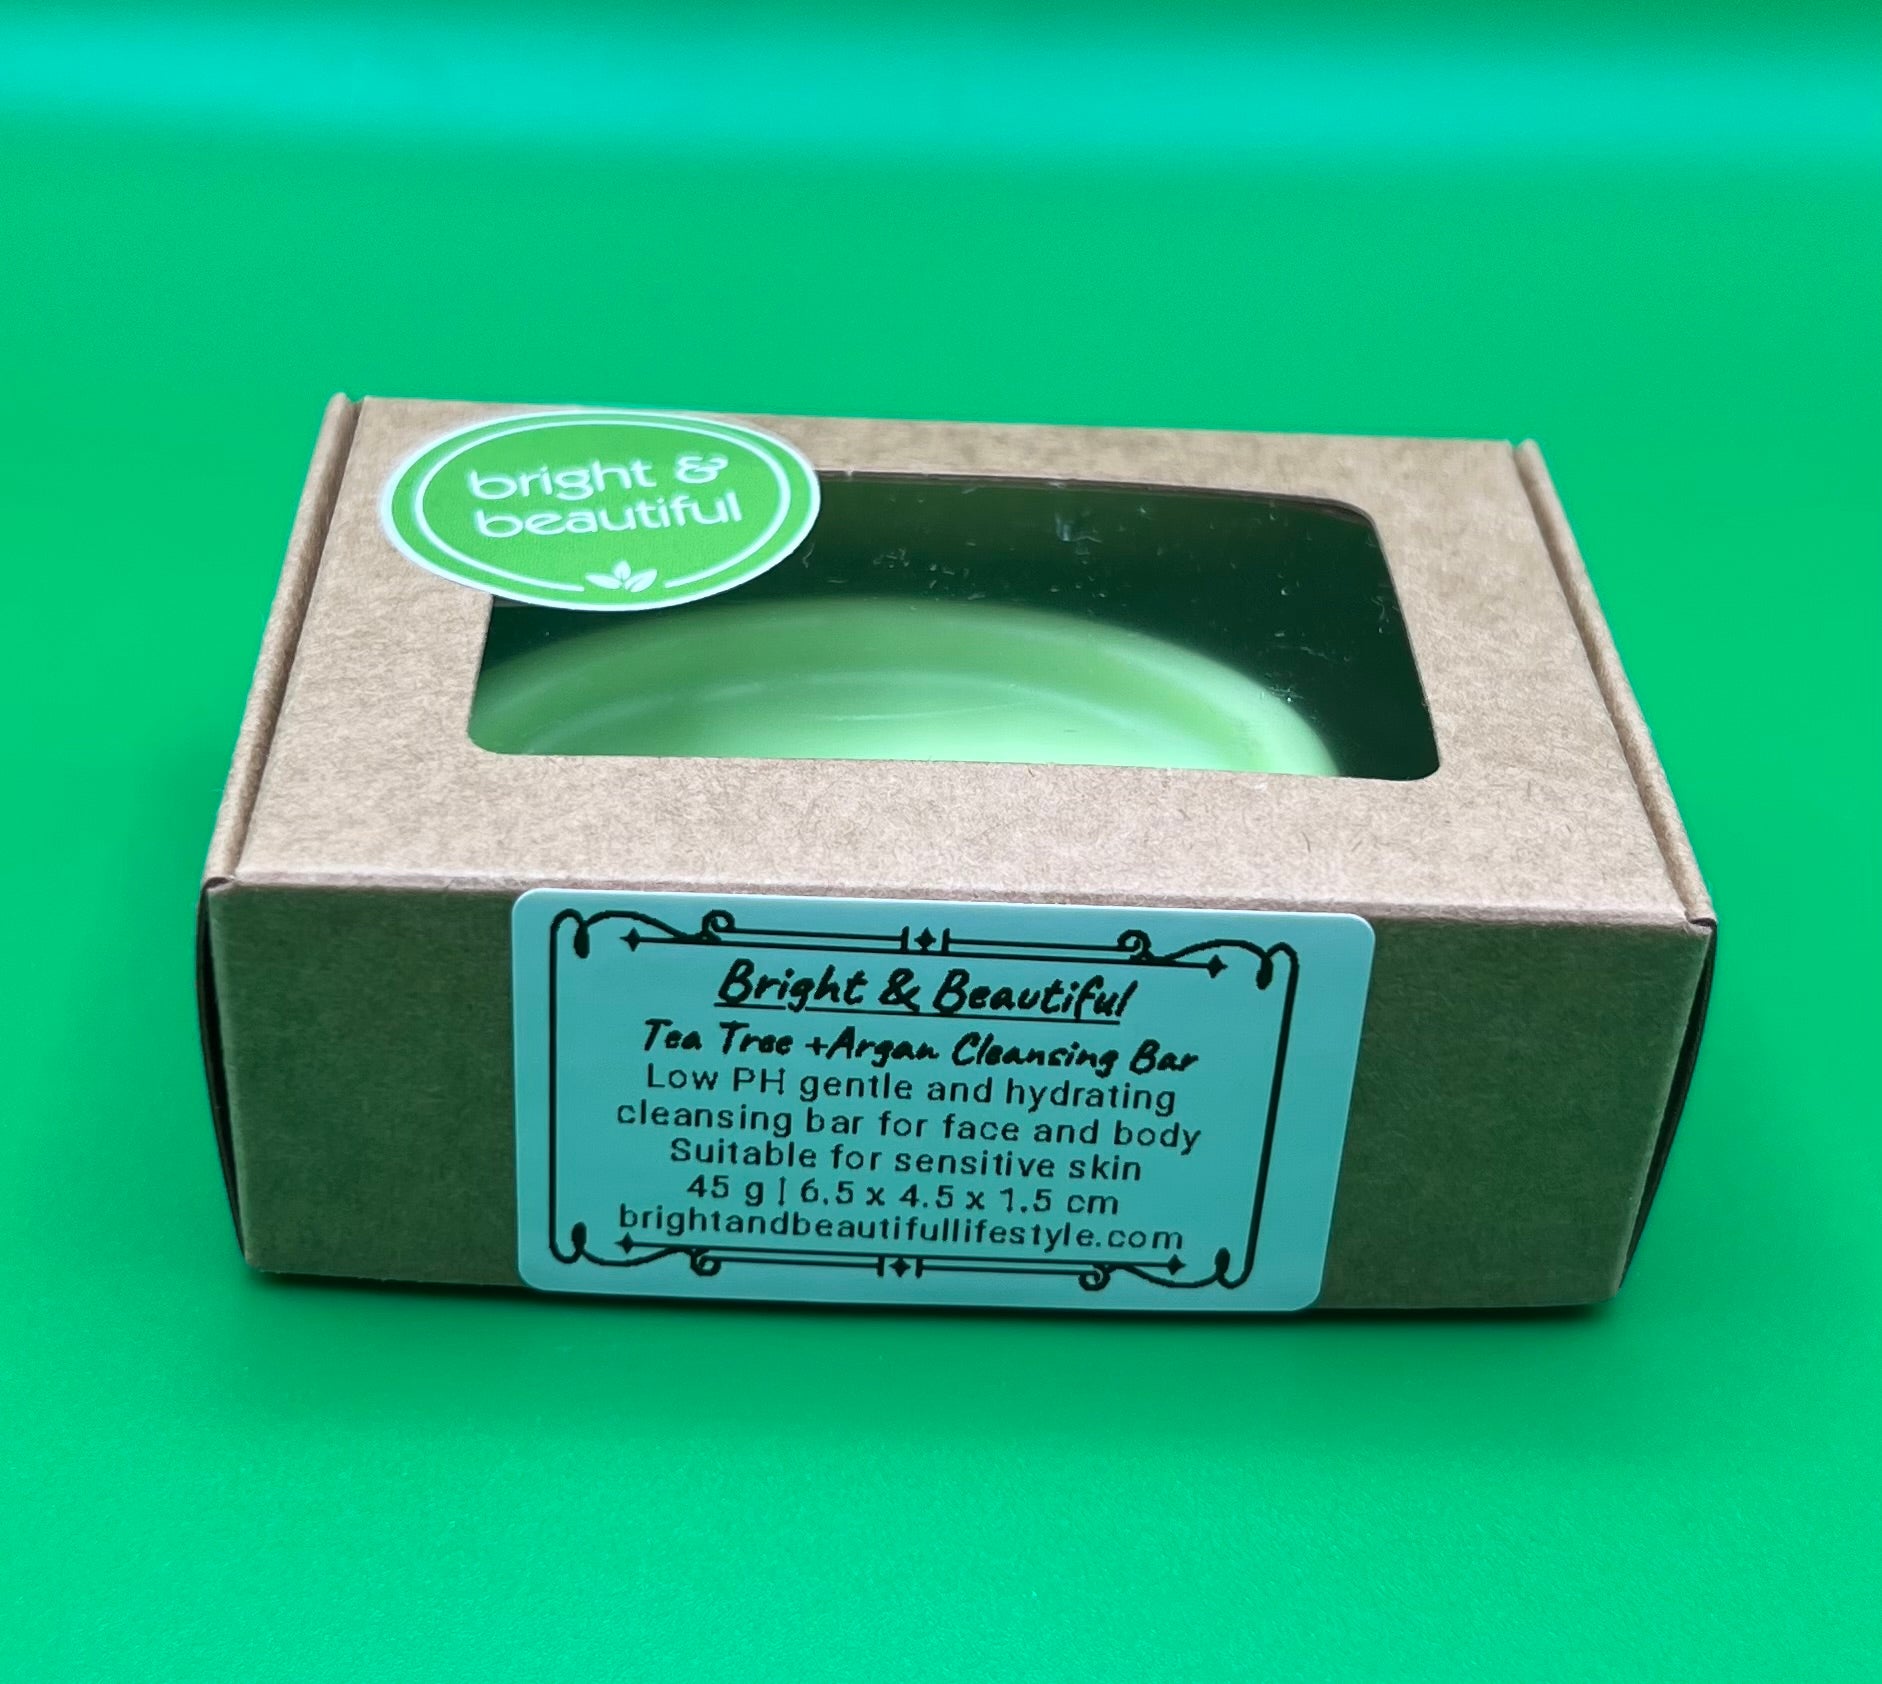 bright &
beautiful
Bright & Beautiful
Tea Tree +Argan Cleansing Bar
Low PH gentle and hydrating
cleansing bar for face and body
Suitable for sensitive skin
45 g | 6.5 x 4.5 x 1.5 cm
brightandbeautifullifestyle.com